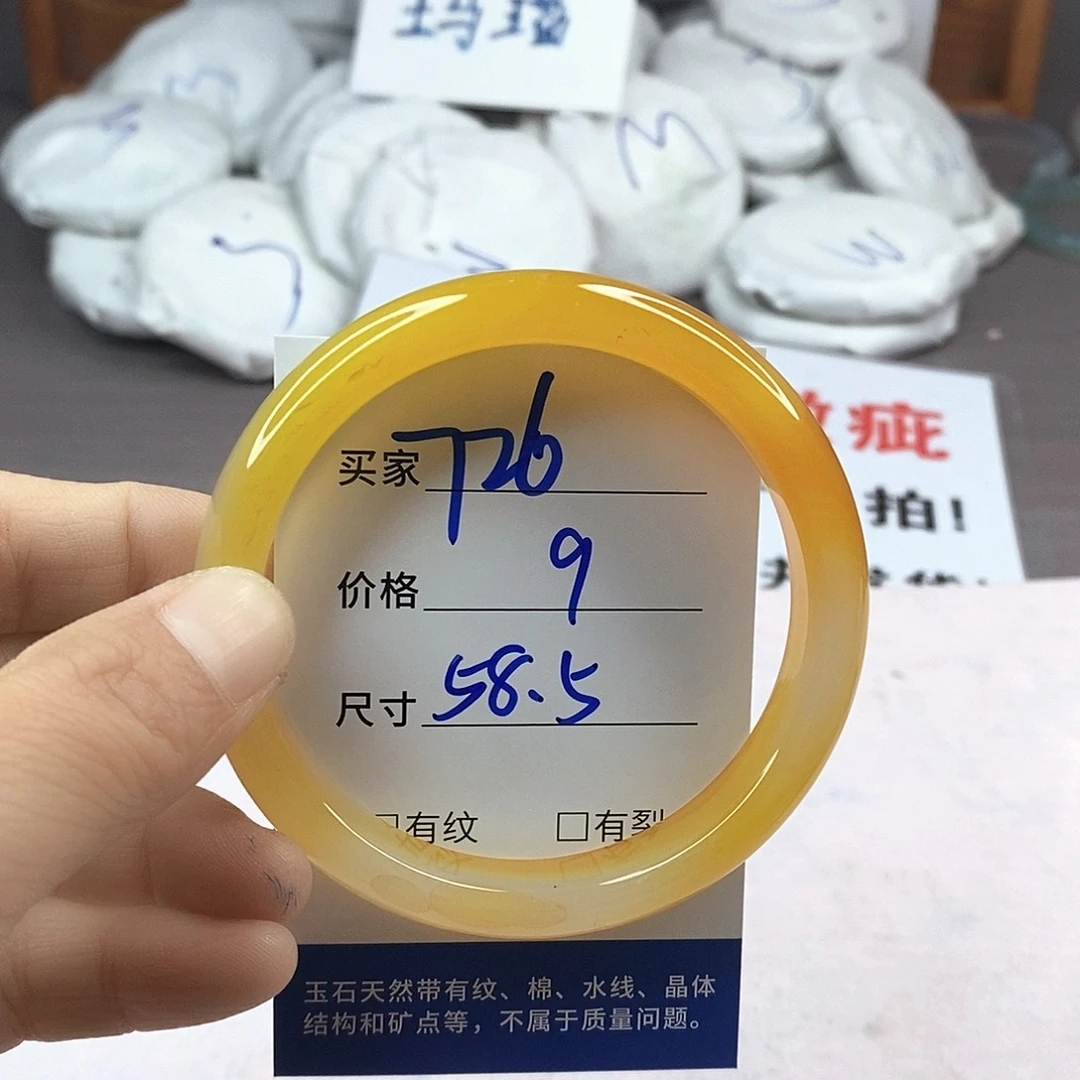 玛瑙
疵
拍!
买家 726
价格 9
尺寸 58.5
□有纹 □有裂
玉石天然带有纹、棉、水线、晶体
结构和矿点等，不属于质量问题。